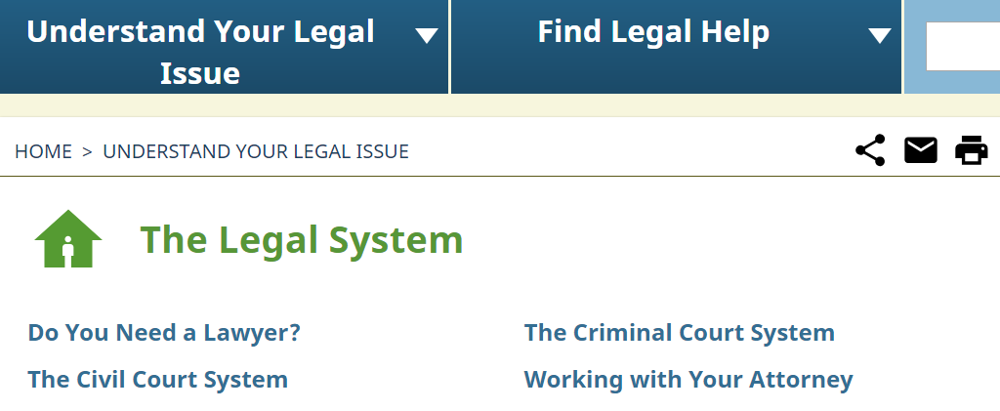 Understand Your Legal
Issue
Find Legal Help
HOME > UNDERSTAND YOUR LEGAL ISSUE
The Legal System
Do You Need a Lawyer?
The Criminal Court System
The Civil Court System
Working with Your Attorney